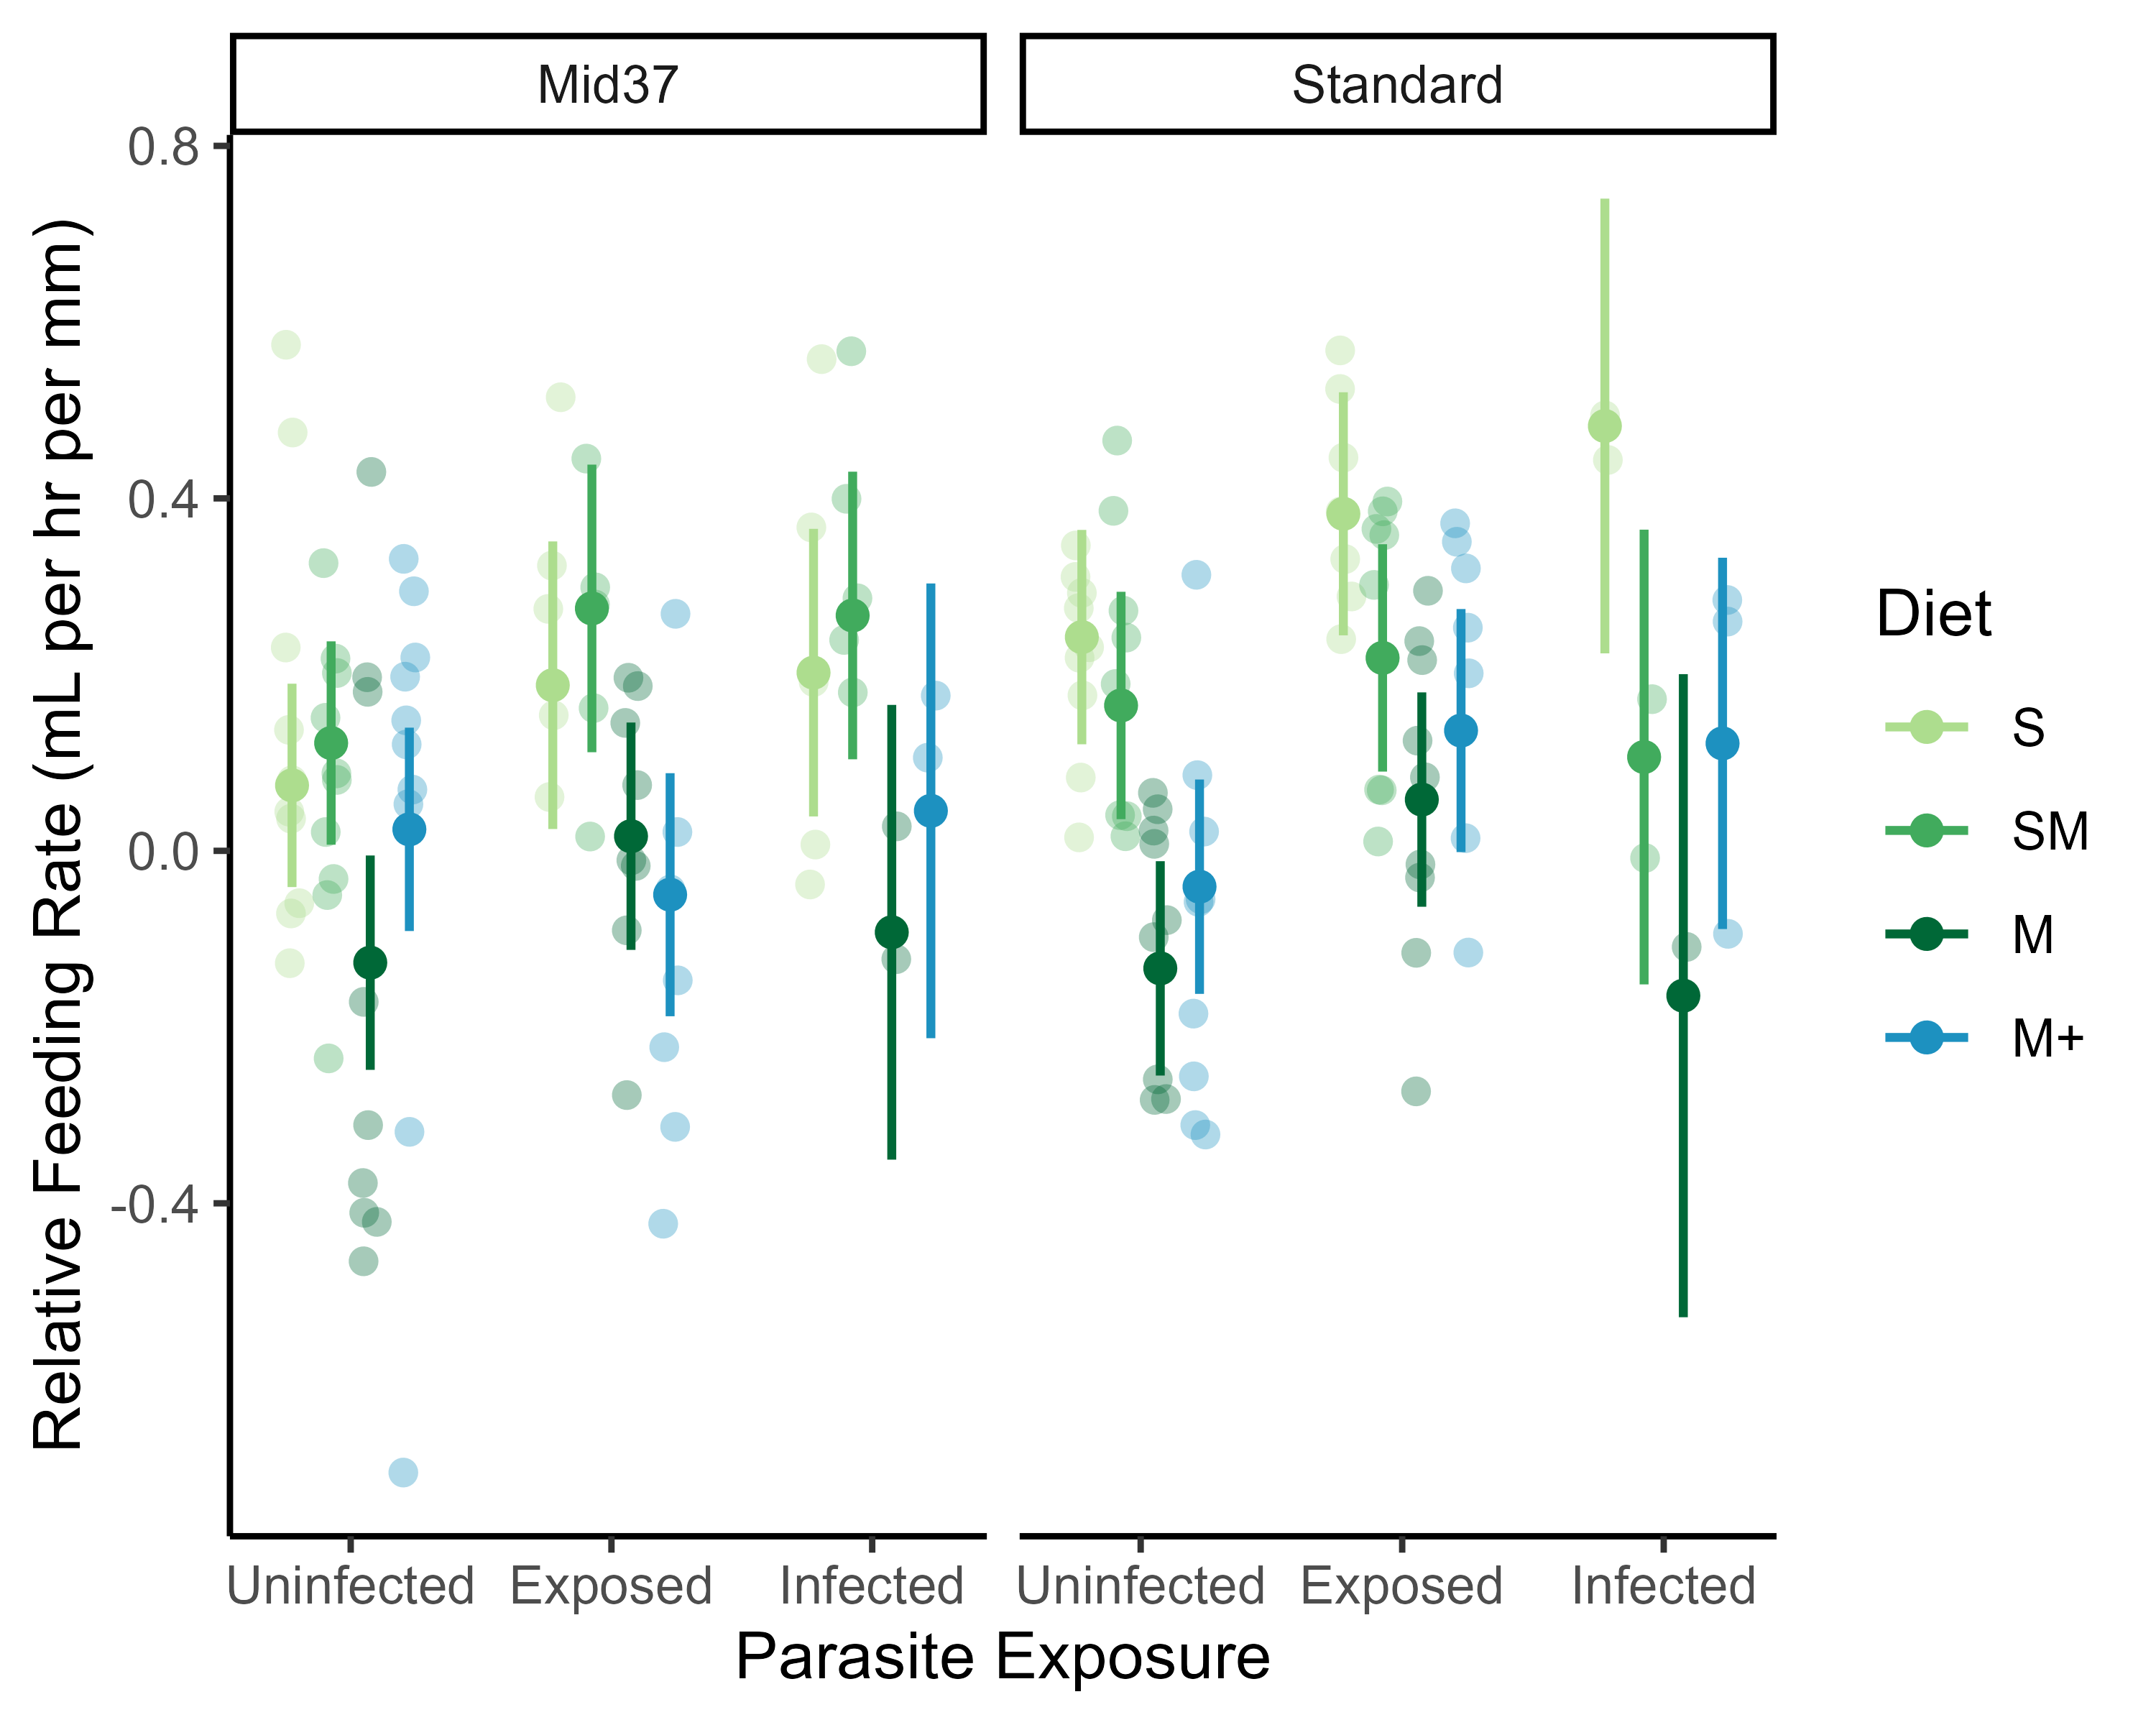 Mid37
Standard
Relative Feeding Rate (mL per hr per mm)
0.8
0.4
0.0
-0.4
Uninfected
Exposed
Infected
Uninfected
Exposed
Infected
Parasite Exposure
Diet
S
SM
M
M+